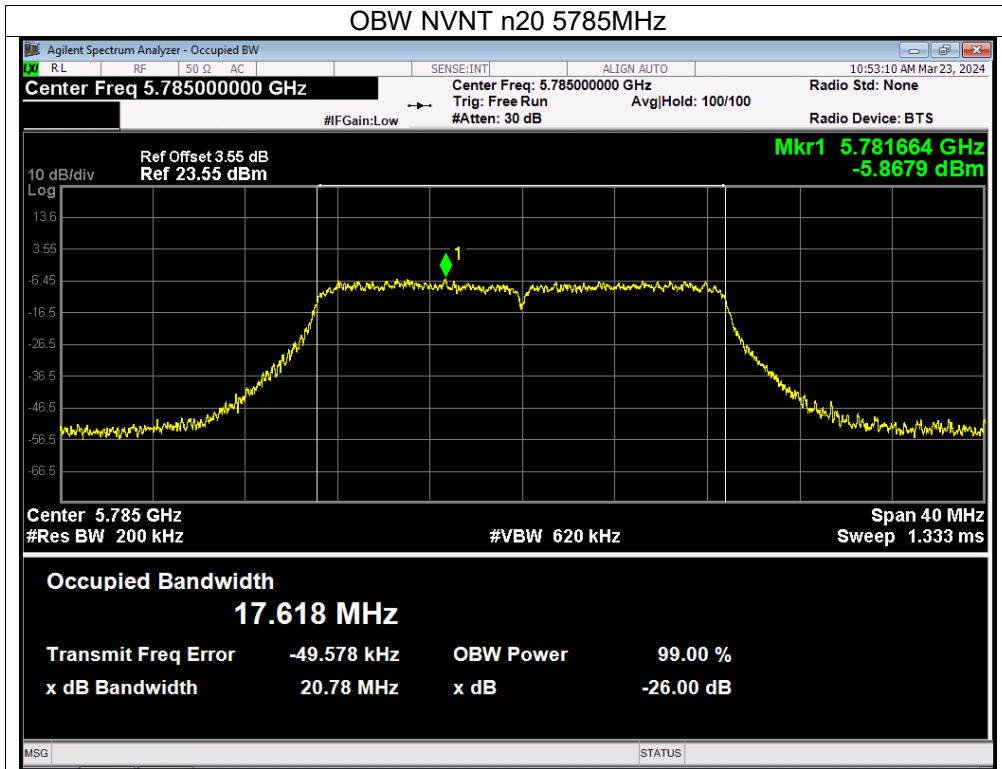 OBW NVNT n20 5785MHz
Agilent Spectrum Analyzer - Occupied BW
LXI RL RF 50 Ω AC SENSE:INT ALIGN AUTO 10:53:10 AM Mar 23, 2024
Center Freq 5.785000000 GHz Center Freq: 5.785000000 GHz Radio Std: None
Trig: Free Run Avg|Hold: 100/100
#IFGain:Low #Atten: 30 dB Radio Device: BTS
Ref Offset 3.55 dB Mkr1 5.781664 GHz
10 dB/div Ref 23.55 dBm -5.8679 dBm
Log
13.6
3.55
1
-6.45
-16.5
-26.5
-36.5
-46.5
-56.5
-66.5
Center 5.785 GHz Span 40 MHz
#Res BW 200 kHz #VBW 620 kHz Sweep 1.333 ms
Occupied Bandwidth
17.618 MHz
Transmit Freq Error -49.578 kHz OBW Power 99.00 %
x dB Bandwidth 20.78 MHz x dB -26.00 dB
MSG STATUS